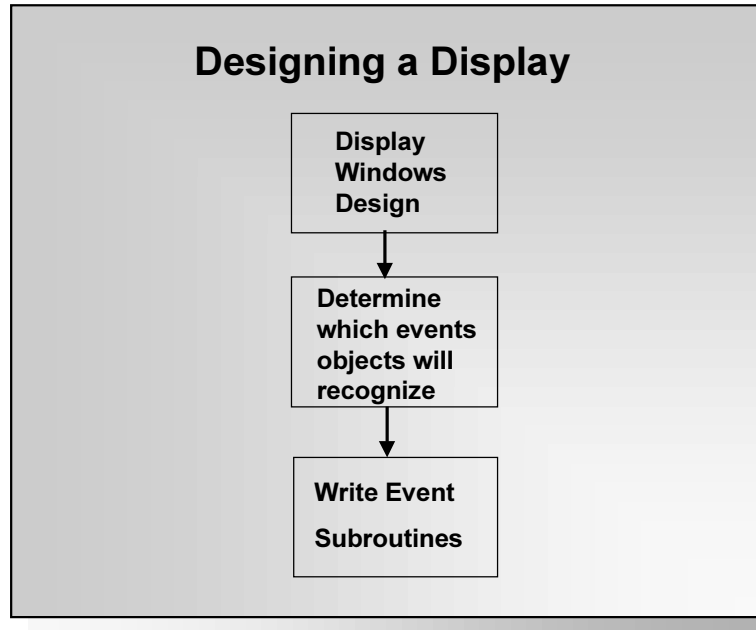 Designing a Display
Display
Windows
Design
Determine
which events
objects will
recognize
Write Event
Subroutines